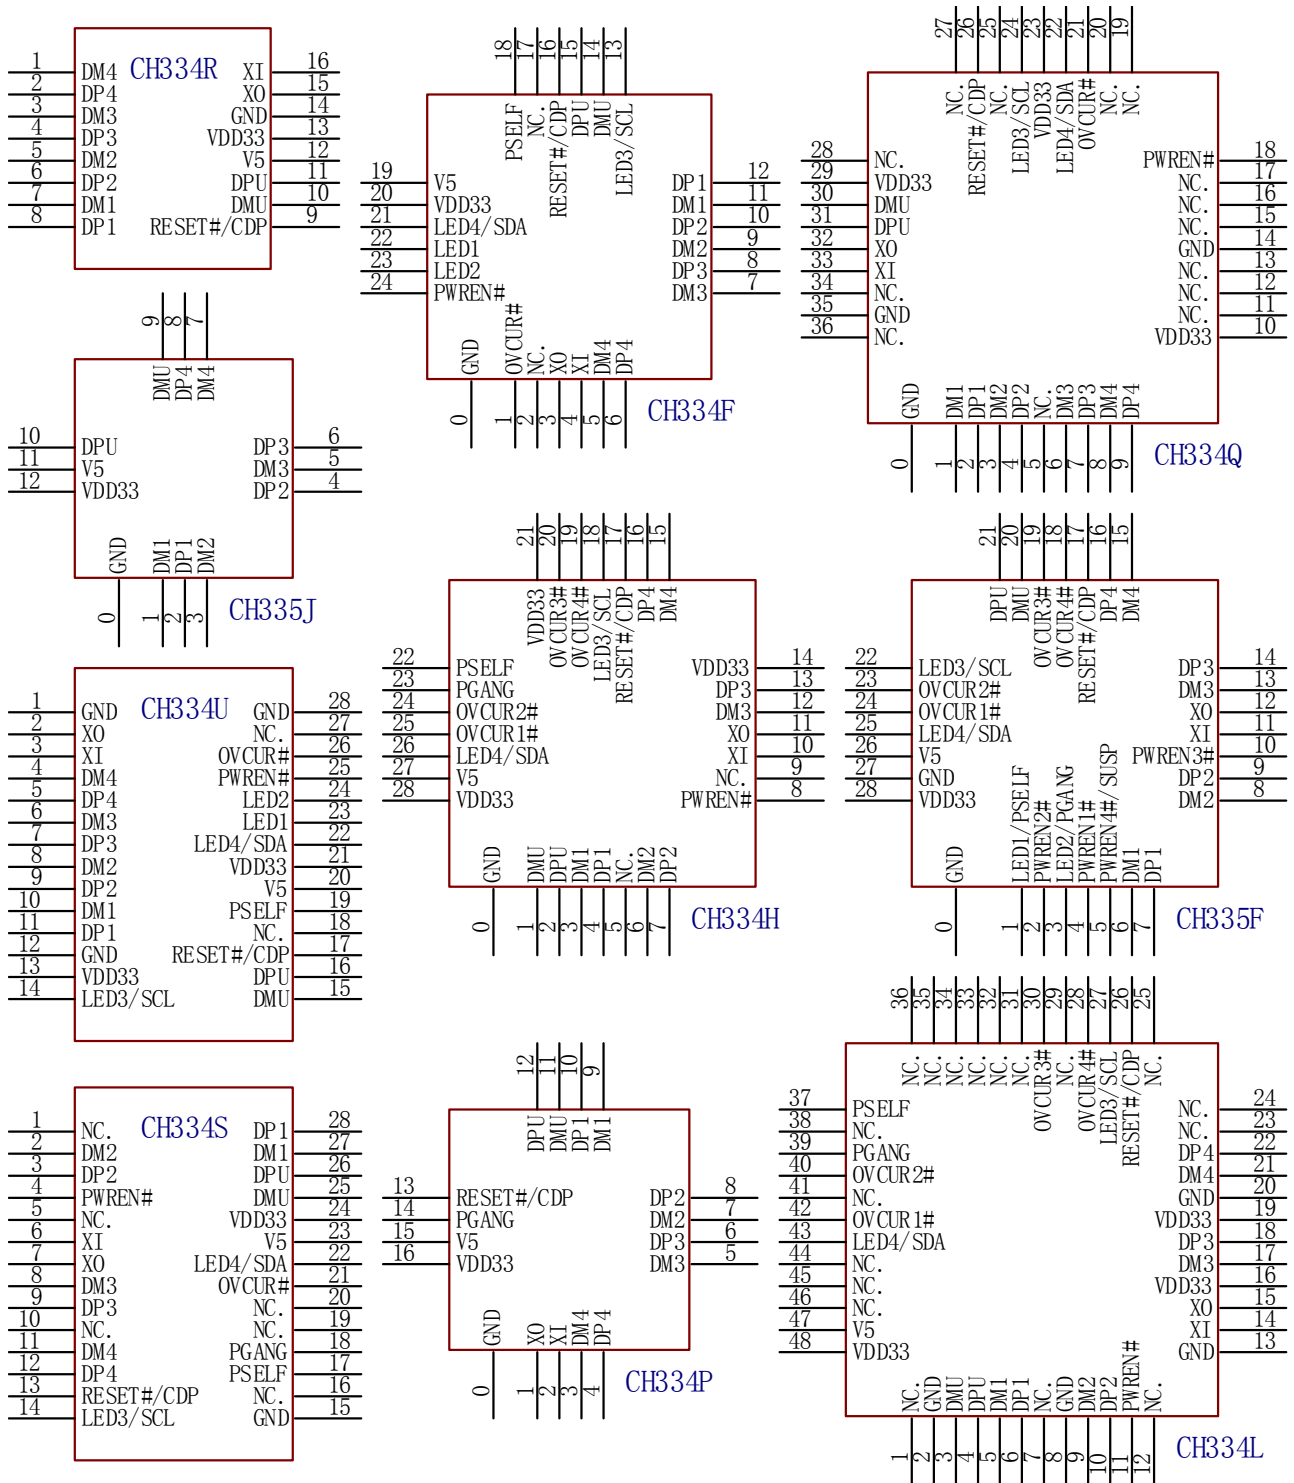 CH334R
1 DM4 XI 16
2 DP4 XO 15
3 DM3 GND 14
4 DP3 VDD33 13
5 DM2 V5 12
6 DP2 DPU 11
7 DM1 DMU 10
8 DP1 RESET#/CDP 9
CH334F
18 PSELF
17 NC.
16 RESET#/CDP
15 DPU
14 DMU
13 LED3/SCL
19 V5
20 VDD33
21 LED4/SDA
22 LED1
23 LED2
24 PWREN#
DP1 12
DM1 11
DP2 10
DM2 9
DP3 8
DM3 7
0 GND
1 OVCUR#
2 NC.
3 XO
4 XI
5 DM4
6 DP4
CH334Q
27 NC.
26 RESET#/CDP
25 NC.
24 LED3/SCL
23 VDD33
22 LED4/SDA
21 OVCUR#
20 NC.
19 NC.
28 NC.
29 VDD33
30 DMU
31 DPU
32 XO
33 XI
34 NC.
35 GND
36 NC.
PWREN# 18
NC. 17
NC. 16
NC. 15
GND 14
NC. 13
NC. 12
NC. 11
VDD33 10
0 GND
1 DM1
2 DP1
3 DM2
4 DP2
5 NC.
6 DM3
7 DP3
8 DM4
9 DP4
CH335J
9 DMU
8 DP4
7 DM4
10 DPU
11 V5
12 VDD33
DP3 6
DM3 5
DP2 4
0 GND
1 DM1
2 DP1
3 DM2
CH334H
21 VDD33
20 OVCUR3#
19 OVCUR4#
18 LED3/SCL
17 RESET#/CDP
16 DP4
15 DM4
22 PSELF
23 PGANG
24 OVCUR2#
25 OVCUR1#
26 LED4/SDA
27 V5
28 VDD33
VDD33 14
DP3 13
DM3 12
XO 11
XI 10
NC. 9
PWREN# 8
0 GND
1 DMU
2 DPU
3 DM1
4 DP1
5 NC.
6 DM2
7 DP2
CH335F
21 DPU
20 DMU
19 OVCUR3#
18 OVCUR4#
17 RESET#/CDP
16 DP4
15 DM4
22 LED3/SCL
23 OVCUR2#
24 OVCUR1#
25 LED4/SDA
26 V5
27 GND
28 VDD33
DP3 14
DM3 13
XO 12
XI 11
PWREN3# 10
DP2 9
DM2 8
0 GND
1 LED1/PSELF
2 PWREN2#
3 LED2/PGANG
4 PWREN1#
5 PWREN4#/SUSP
6 DM1
7 DP1
CH334U
1 GND GND 28
2 XO NC. 27
3 XI OVCUR# 26
4 DM4 PWREN# 25
5 DP4 LED2 24
6 DM3 LED1 23
7 DP3 LED4/SDA 22
8 DM2 VDD33 21
9 DP2 V5 20
10 DM1 PSELF 19
11 DP1 NC. 18
12 GND RESET#/CDP 17
13 VDD33 DPU 16
14 LED3/SCL DMU 15
CH334S
1 NC. DP1 28
2 DM2 DM1 27
3 DP2 DPU 26
4 PWREN# DMU 25
5 NC. VDD33 24
6 XI V5 23
7 XO LED4/SDA 22
8 DM3 OVCUR# 21
9 DP3 NC. 20
10 NC. NC. 19
11 DM4 PGANG 18
12 DP4 PSELF 17
13 RESET#/CDP NC. 16
14 LED3/SCL GND 15
CH334P
12 DPU
11 DMU
10 DP1
9 DM1
13 RESET#/CDP
14 PGANG
15 V5
16 VDD33
DP2 8
DM2 7
DP3 6
DM3 5
0 GND
1 XO
2 XI
3 DM4
4 DP4
CH334L
36 NC.
35 NC.
34 NC.
33 NC.
32 NC.
31 NC.
30 OVCUR3#
29 NC.
28 OVCUR4#
27 LED3/SCL
26 RESET#/CDP
25 NC.
37 PSELF
38 NC.
39 PGANG
40 OVCUR2#
41 NC.
42 OVCUR1#
43 LED4/SDA
44 NC.
45 NC.
46 NC.
47 V5
48 VDD33
NC. 24
NC. 23
DP4 22
DM4 21
GND 20
VDD33 19
DP3 18
DM3 17
VDD33 16
XO 15
XI 14
GND 13
1 NC.
2 GND
3 DMU
4 DPU
5 DM1
6 DP1
7 NC.
8 GND
9 DM2
10 DP2
11 PWREN#
12 NC.